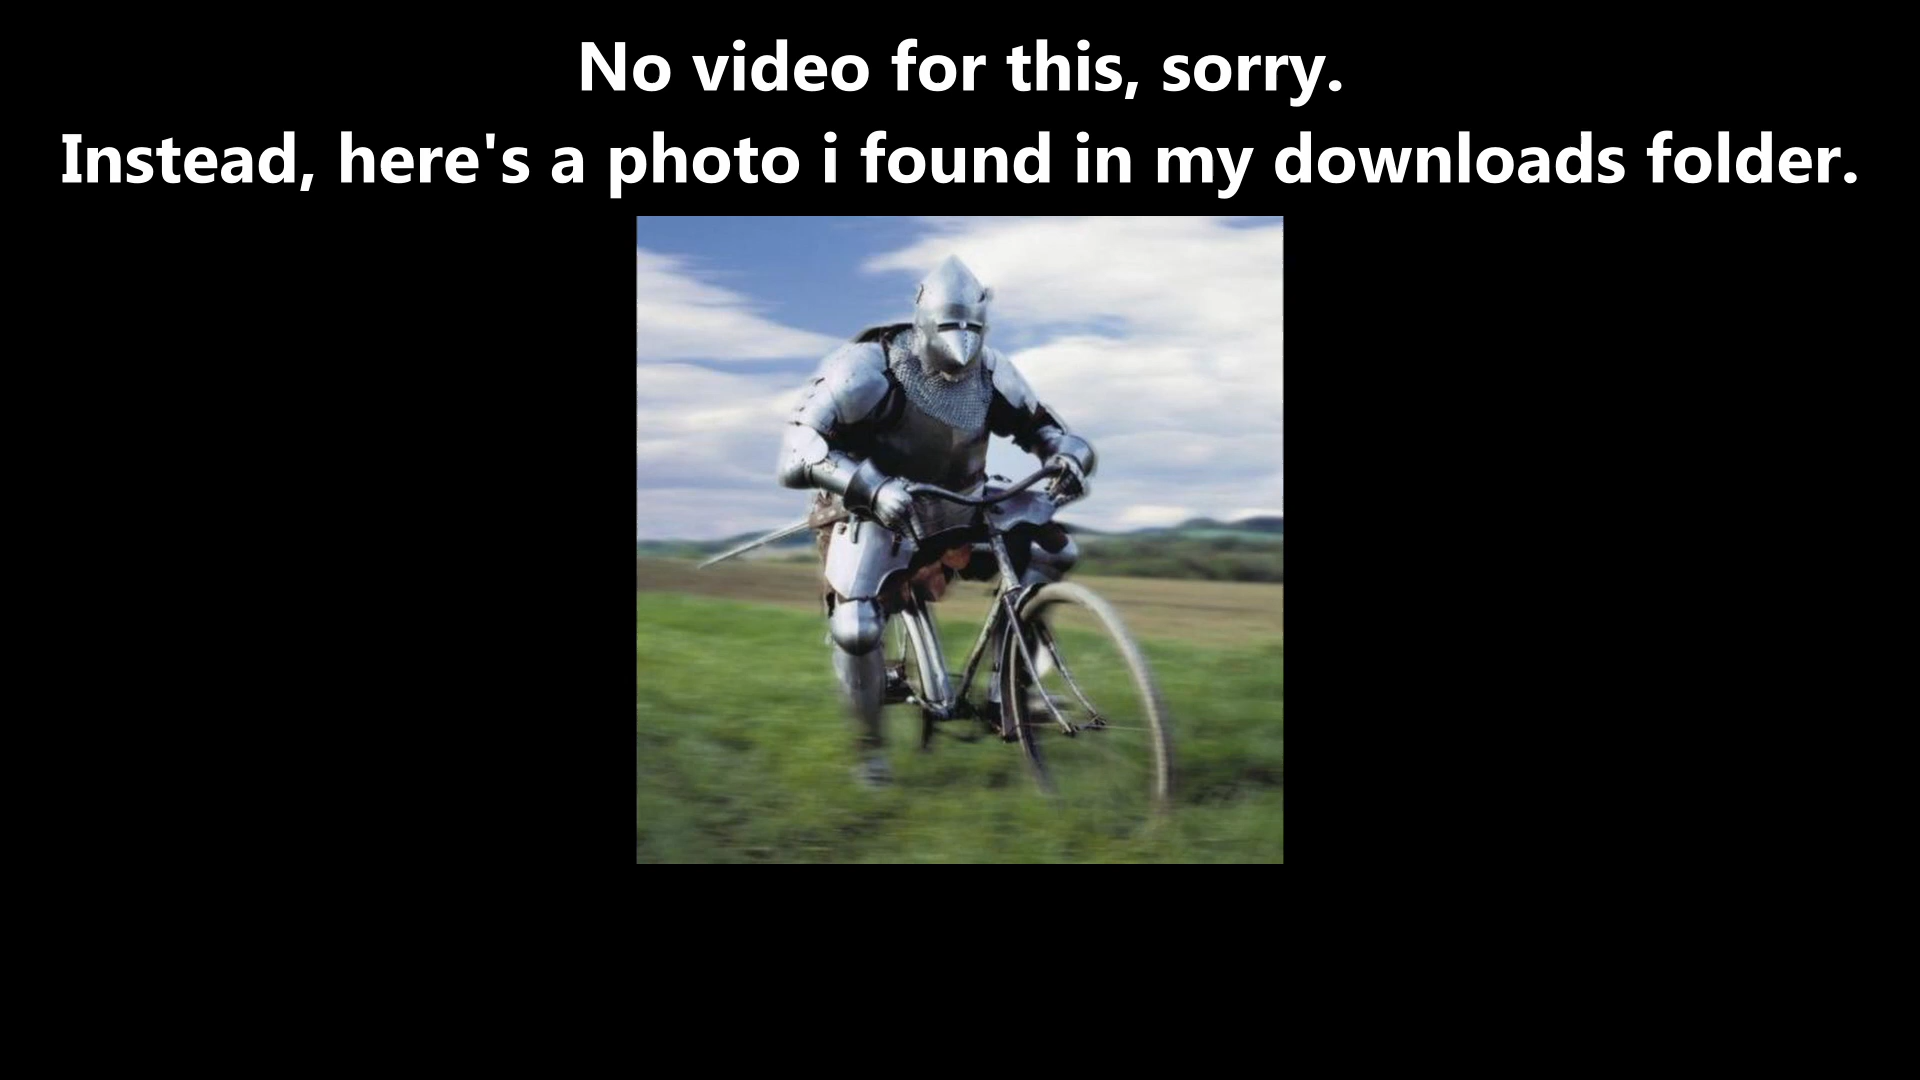 No video for this, sorry.
Instead, here's a photo i found in my downloads folder.